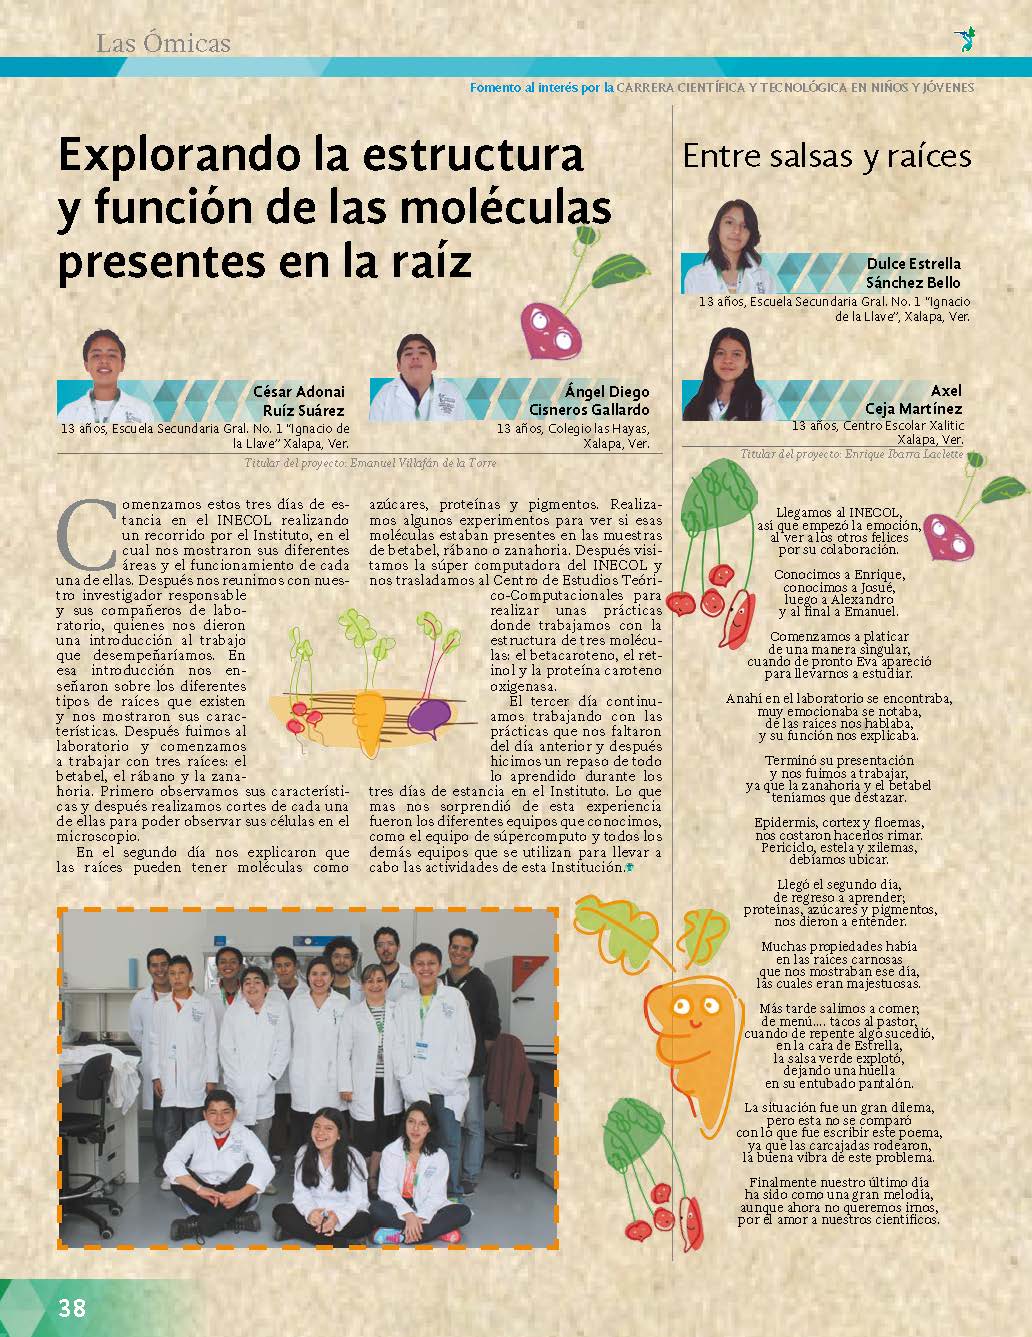 Las Ómicas
Fomento al interés por la CARRERA CIENTÍFICA Y TECNOLÓGICA EN NIÑOS Y JÓVENES
Explorando la estructura
y función de las moléculas
presentes en la raíz
César Adonai
Ruíz Suárez
13 años, Escuela Secundaria Gral. No. 1 "Ignacio de
la Llave" Xalapa, Ver.
Ángel Diego
Cisneros Gallardo
13 años, Colegio las Hayas,
Xalapa, Ver.
Titular del proyecto: Emanuel Villafán de la Torre
Comenzamos estos tres días de es-
tancia en el INECOL realizando
un recorrido por el Instituto, en el
cual nos mostraron sus diferentes
áreas y el funcionamiento de cada
una de ellas. Después nos reunimos con nues-
tro investigador responsable
y sus compañeros de labo-
ratorio, quienes nos dieron
una introducción al trabajo
que desempeñaríamos. En
esa introducción nos en-
señaron sobre los diferentes
tipos de raíces que existen
y nos mostraron sus carac-
terísticas. Después fuimos al
laboratorio y comenzamos
a trabajar con tres raíces: el
betabel, el rábano y la zana-
horia. Primero observamos sus característi-
cas y después realizamos cortes de cada una
de ellas para poder observar sus células en el
microscopio.
En el segundo día nos explicaron que
las raíces pueden tener moléculas como
azúcares, proteínas y pigmentos. Realiza-
mos algunos experimentos para ver si esas
moléculas estaban presentes en las muestras
de betabel, rábano o zanahoria. Después visi-
tamos la súper computadora del INECOL y
nos trasladamos al Centro de Estudios Teóri-
co-Computacionales para
realizar unas prácticas
donde trabajamos con la
estructura de tres molécu-
las: el betacaroteno, el ret-
inol y la proteína caroteno
oxigenasa.
El tercer día continu-
amos trabajando con las
prácticas que nos faltaron
del día anterior y después
hicimos un repaso de todo
lo aprendido durante los
tres días de estancia en el Instituto. Lo que
mas nos sorprendió de esta experiencia
fueron los diferentes equipos que conocimos,
como el equipo de súpercomputo y todos los
demás equipos que se utilizan para llevar a
cabo las actividades de esta Institución.
Entre salsas y raíces
Dulce Estrella
Sánchez Bello
13 años, Escuela Secundaria Gral. No. 1 "Ignacio
de la Llave", Xalapa, Ver.
Axel
Ceja Martínez
13 años, Centro Escolar Xalitic
Xalapa, Ver.
Titular del proyecto: Enrique Ibarra Laclette
Llegamos al INECOL,
así que empezó la emoción,
al ver a los otros felices
por su colaboración.
Conocimos a Enrique,
conocimos a Josué,
luego a Alexandro
y al final a Emanuel.
Comenzamos a platicar
de una manera singular,
cuando de pronto Eva apareció
para llevarnos a estudiar.
Anahí en el laboratorio se encontraba,
muy emocionaba se notaba,
de las raíces nos hablaba,
y su función nos explicaba.
Terminó su presentación
y nos fuimos a trabajar,
ya que la zanahoria y el betabel
teníamos que destazar.
Epidermis, cortex y floemas,
nos costaron hacerlos rimar.
Periciclo, estela y xilemas,
debíamos ubicar.
Llegó el segundo día,
de regreso a aprender;
proteínas, azúcares y pigmentos,
nos dieron a entender.
Muchas propiedades había
en las raíces carnosas
que nos mostraban ese día,
las cuales eran majestuosas.
Más tarde salimos a comer;
de menú.... tacos al pastor,
cuando de repente algo sucedió,
en la cara de Estrella,
la salsa verde explotó,
dejando una huella
en su entubado pantalón.
La situación fue un gran dilema,
pero esta no se comparó
con lo que fue escribir este poema,
ya que las carcajadas rodearon,
la buena vibra de este problema.
Finalmente nuestro último día
ha sido como una gran melodía,
aunque ahora no queremos irnos,
por el amor a nuestros científicos.
38